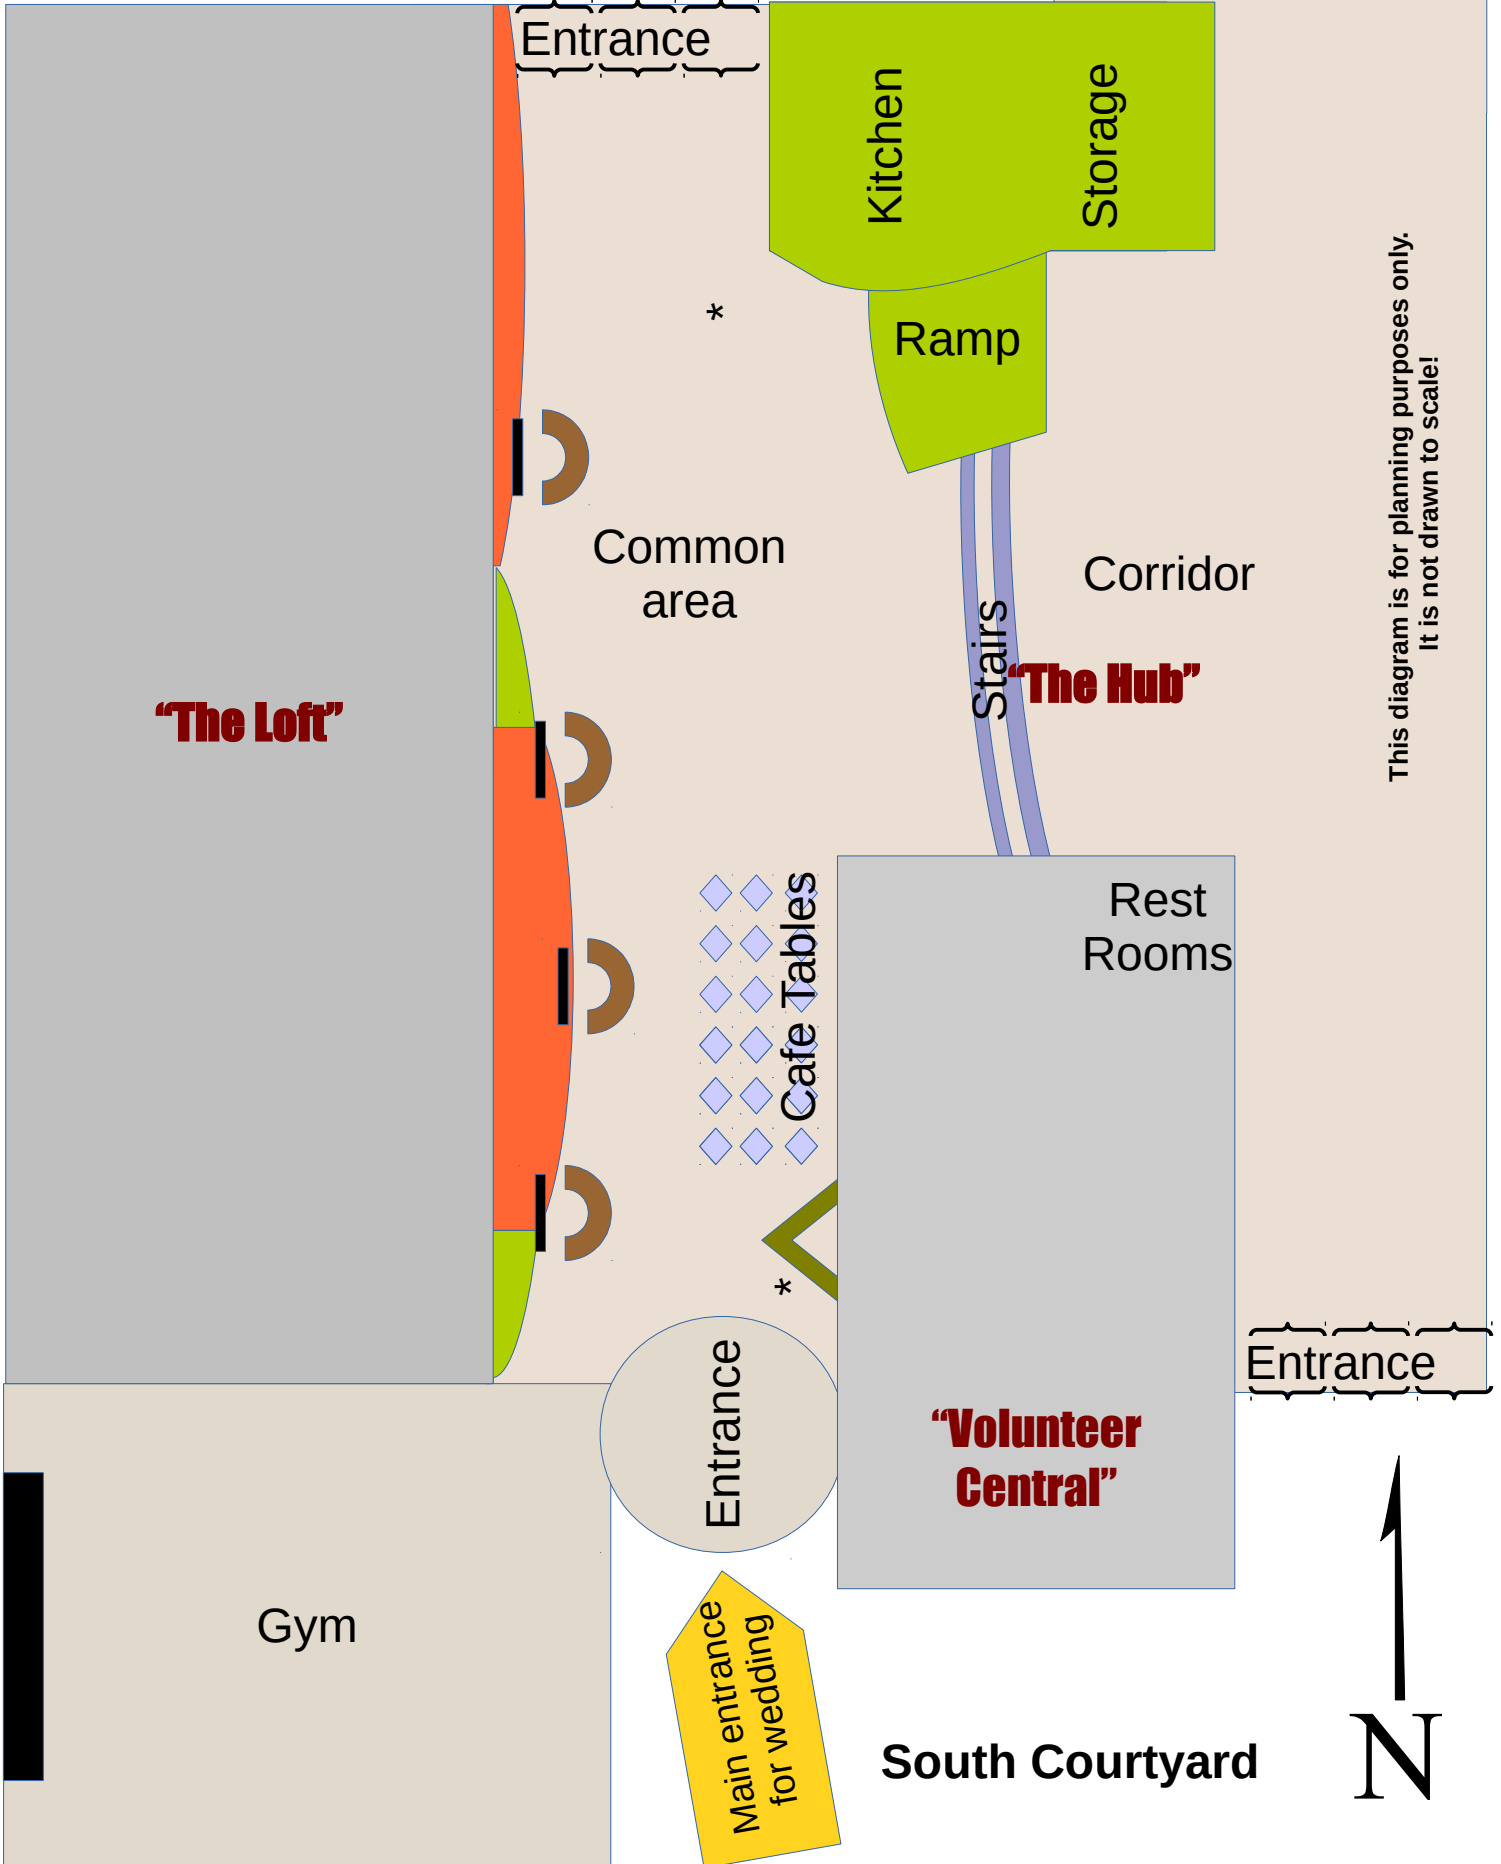 Entrance
Kitchen
Storage
This diagram is for planning purposes only.
It is not drawn to scale!
*
Ramp
Common
area
Corridor
Stairs
“The Hub”
“The Loft”
Cafe Tables
Rest
Rooms
*
Entrance
Entrance
“Volunteer
Central”
Gym
Main entrance
for wedding
South Courtyard
N